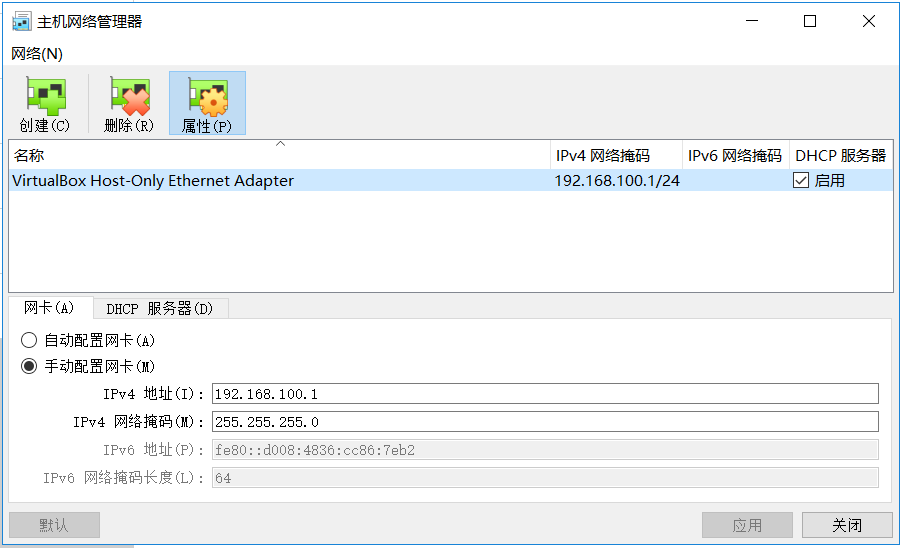 主机网络管理器
网络(N)
创建(C) 删除(R) 属性(P)
名称 IPv4 网络掩码 IPv6 网络掩码 DHCP 服务器
VirtualBox Host-Only Ethernet Adapter 192.168.100.1/24 启用
网卡(A) DHCP 服务器(D)
自动配置网卡(A)
手动配置网卡(M)
IPv4 地址(I): 192.168.100.1
IPv4 网络掩码(M): 255.255.255.0
IPv6 地址(P): fe80::d008:4836:cc86:7eb2
IPv6 网络掩码长度(L): 64
默认 应用 关闭